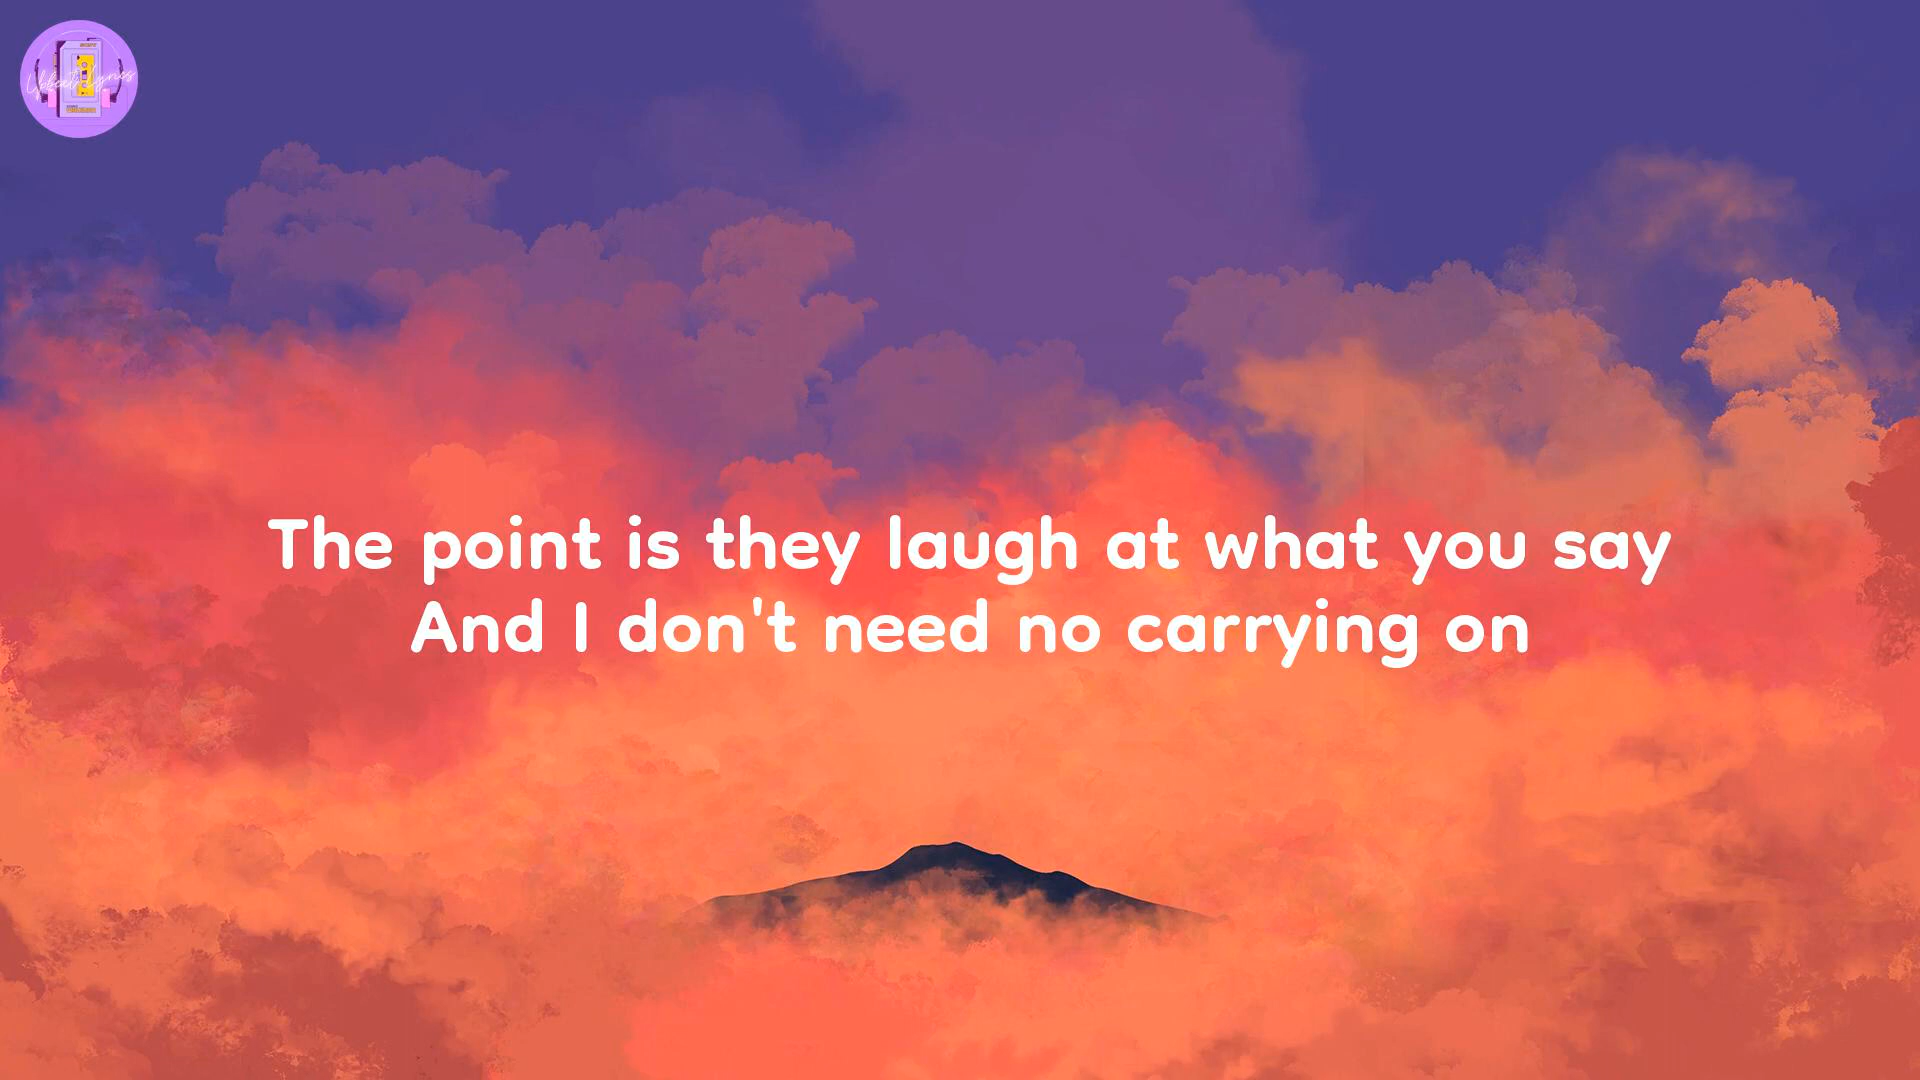 The point is they laugh at what you say
And I don't need no carrying on